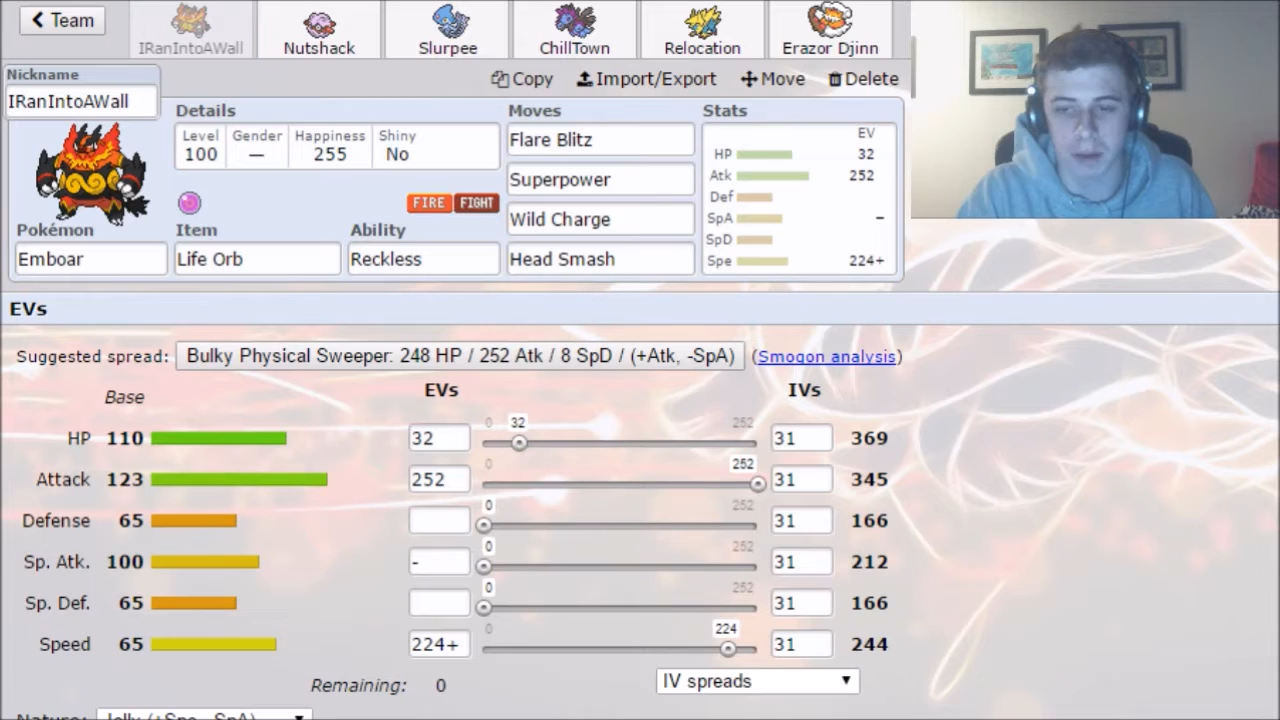 Team
IRanIntoAWall
Nutshack
Slurpee
ChillTown
Relocation
Erazor Djinn
Copy Import/Export Move Delete
Nickname
IRanIntoAWall
Details
Level Gender Happiness Shiny
100 — 255 No
FIRE FIGHT
Pokémon Item Ability
Emboar Life Orb Reckless
Moves
Flare Blitz
Superpower
Wild Charge
Head Smash
Stats
EV
HP 32
Atk 252
Def
SpA –
SpD
Spe 224+
EVs
Suggested spread: Bulky Physical Sweeper: 248 HP / 252 Atk / 8 SpD / (+Atk, -SpA) (Smogon analysis)
Base EVs IVs
HP 110 32 0 32 252 31 369
Attack 123 252 0 252 31 345
Defense 65 0 252 31 166
Sp. Atk. 100 - 0 252 31 212
Sp. Def. 65 0 252 31 166
Speed 65 224+ 0 224 31 244
Remaining: 0 IV spreads
Nature: Jolly (+Spe, -SpA)